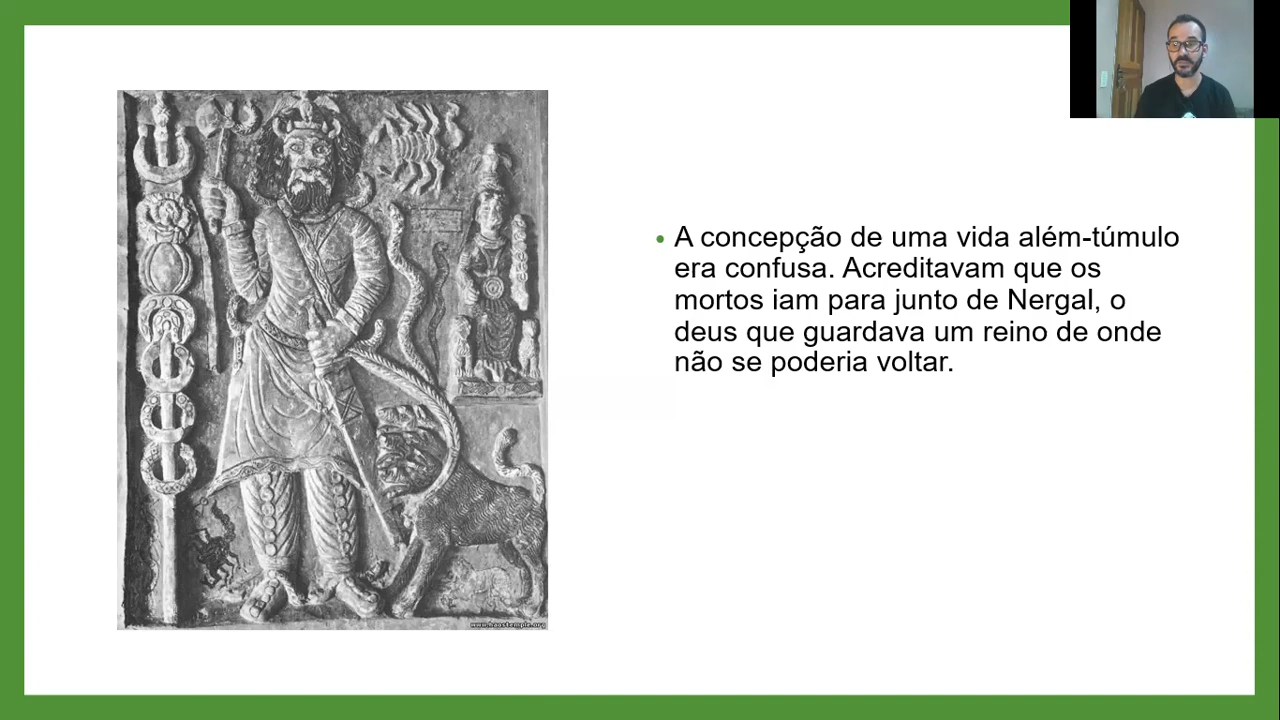 A concepção de uma vida além-túmulo
era confusa. Acreditavam que os
mortos iam para junto de Nergal, o
deus que guardava um reino de onde
não se poderia voltar.